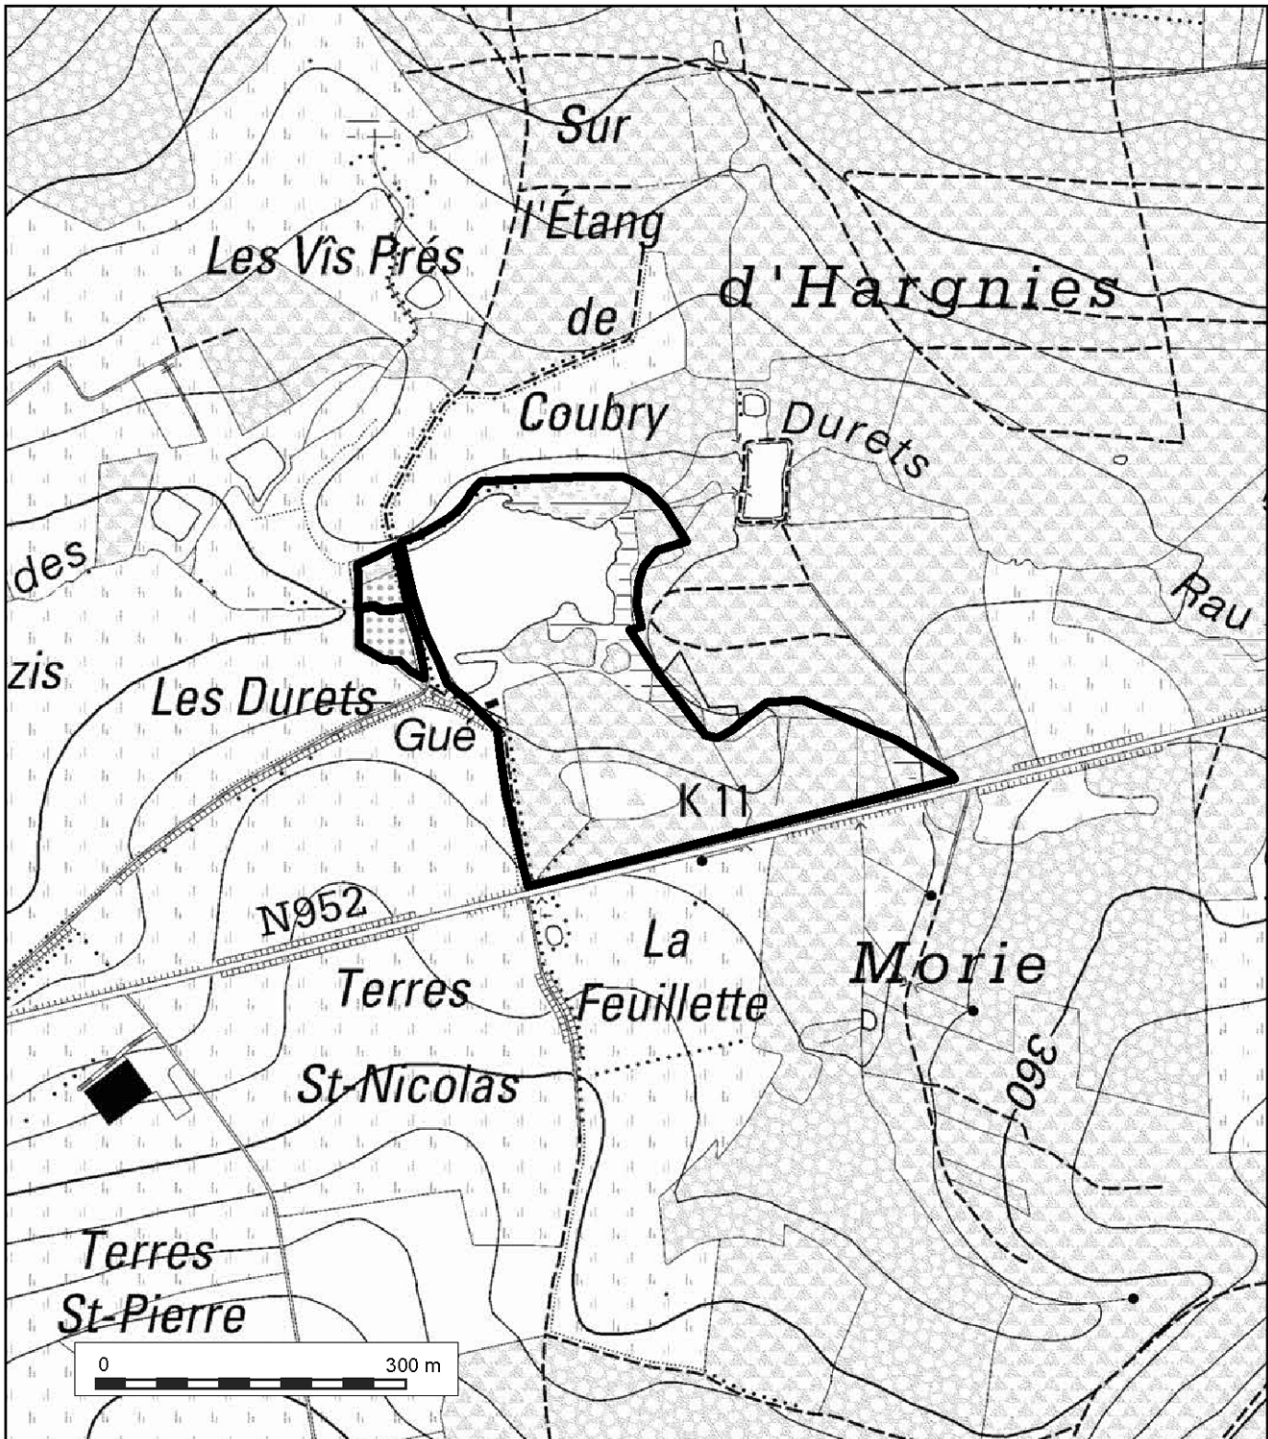 Sur
l'Étang
Les Vîs Prés
d'Hargnies
de
Coubry
Durets
des
Rau
zis
Les Durets
Gué
K 11
N952
La
Morie
Terres
Feuillette
360
St-Nicolas
Terres
St-Pierre
0 300 m